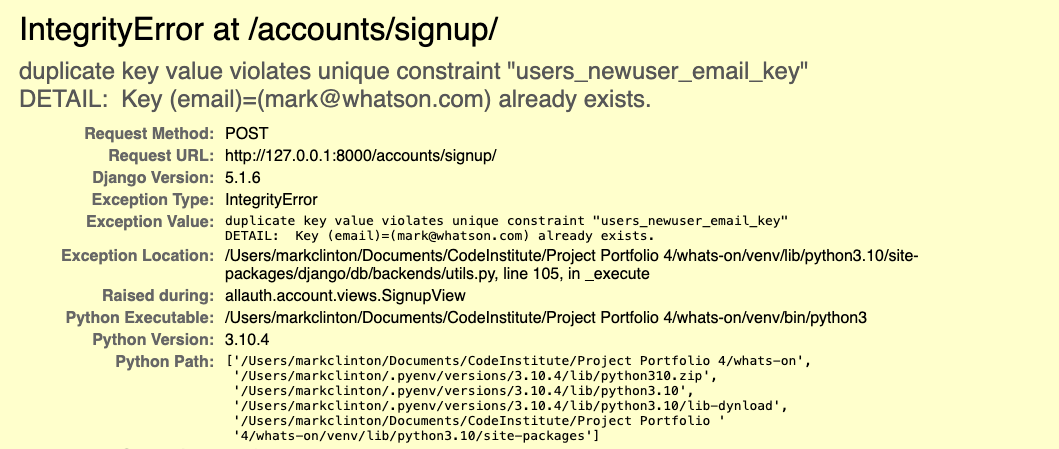 IntegrityError at /accounts/signup/
duplicate key value violates unique constraint "users_newuser_email_key"
DETAIL:  Key (email)=(mark@whatson.com) already exists.
Request Method: POST
Request URL: http://127.0.0.1:8000/accounts/signup/
Django Version: 5.1.6
Exception Type: IntegrityError
Exception Value: duplicate key value violates unique constraint "users_newuser_email_key"
DETAIL:  Key (email)=(mark@whatson.com) already exists.
Exception Location: /Users/markclinton/Documents/CodeInstitute/Project Portfolio 4/whats-on/venv/lib/python3.10/site-
packages/django/db/backends/utils.py, line 105, in _execute
Raised during: allauth.account.views.SignupView
Python Executable: /Users/markclinton/Documents/CodeInstitute/Project Portfolio 4/whats-on/venv/bin/python3
Python Version: 3.10.4
Python Path: ['/Users/markclinton/Documents/CodeInstitute/Project Portfolio 4/whats-on',
'/Users/markclinton/.pyenv/versions/3.10.4/lib/python310.zip',
'/Users/markclinton/.pyenv/versions/3.10.4/lib/python3.10',
'/Users/markclinton/.pyenv/versions/3.10.4/lib/python3.10/lib-dynload',
'/Users/markclinton/Documents/CodeInstitute/Project Portfolio '
'4/whats-on/venv/lib/python3.10/site-packages']